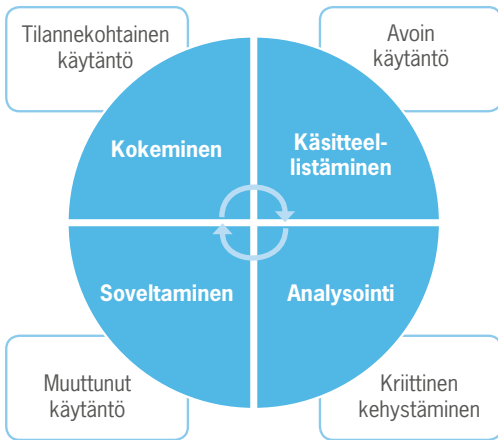 Tilannekohtainen
käytäntö
Avoin
käytäntö
Kokeminen
Käsitteel-
listäminen
Soveltaminen
Analysointi
Muuttunut
käytäntö
Kriittinen
kehystäminen